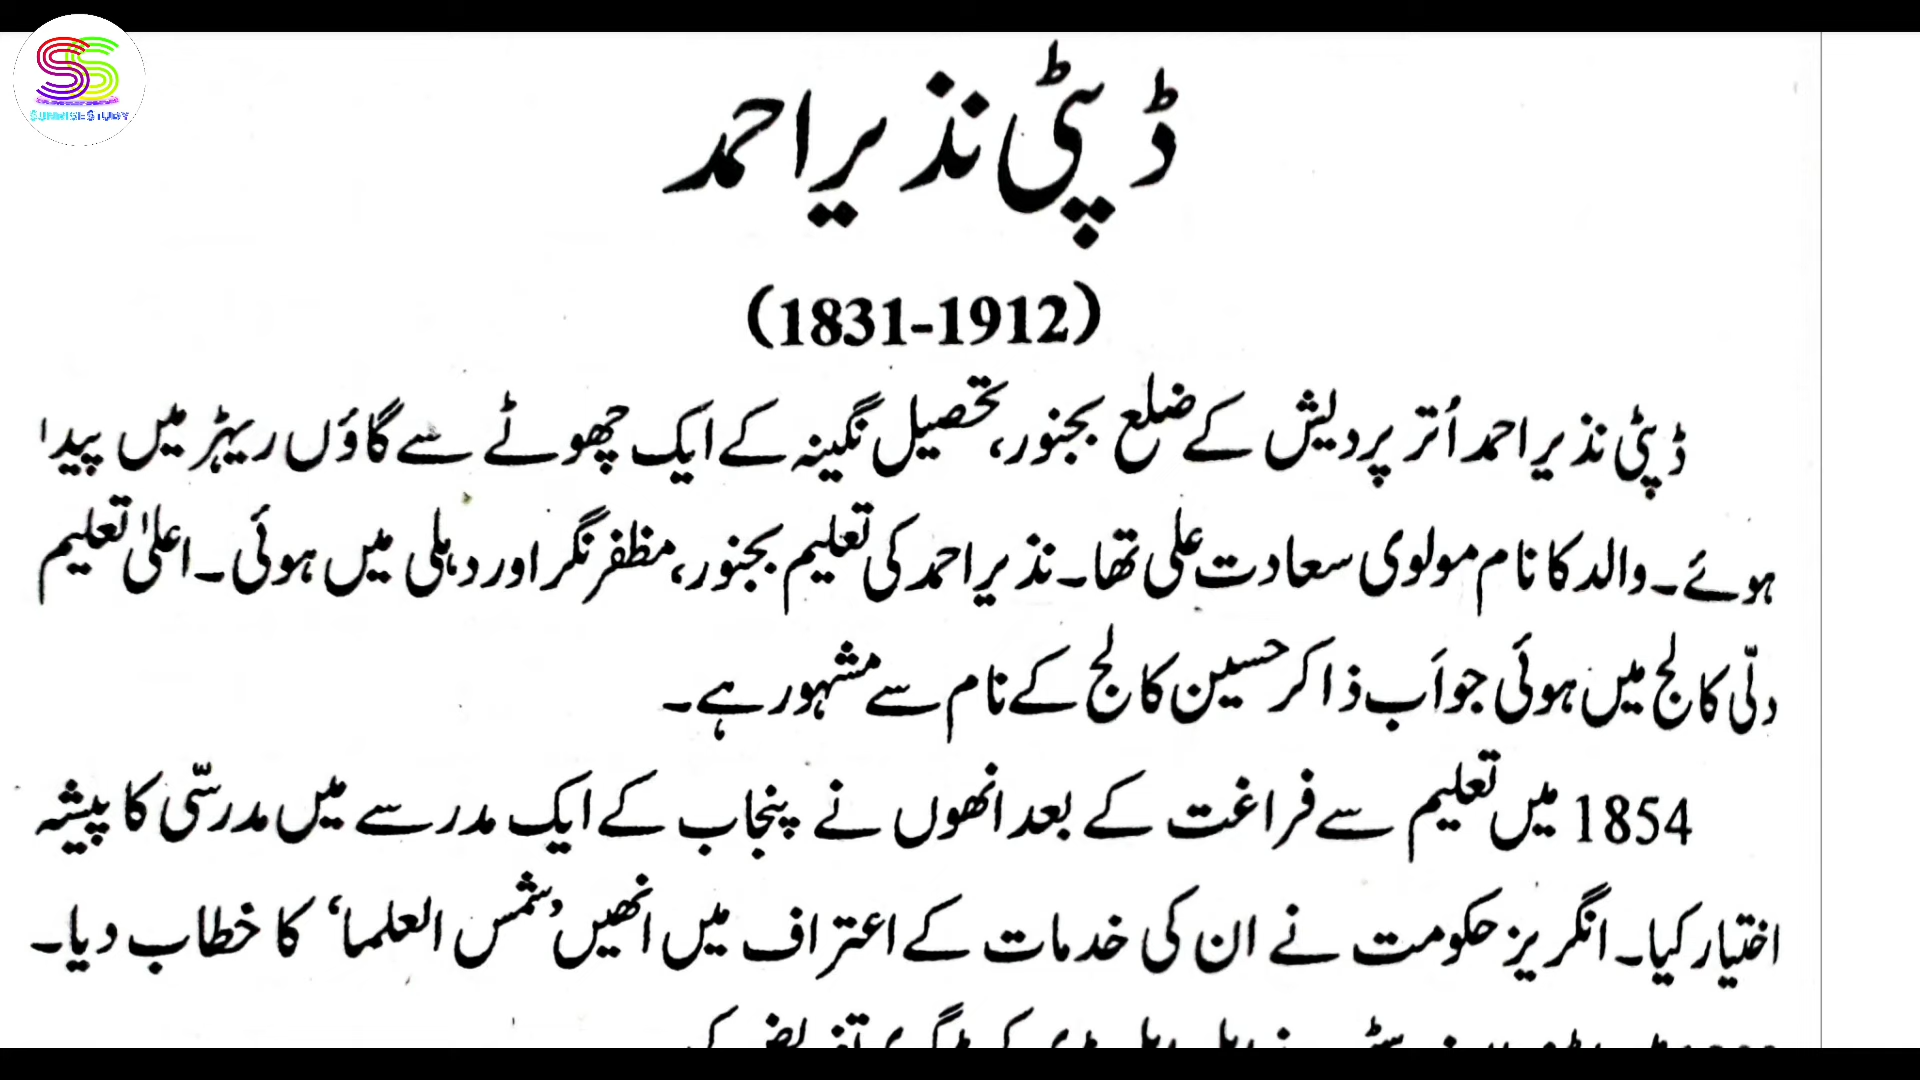 SUNRISE STUDY
ڈپٹی نذیر احمد
(1831-1912)
ڈپٹی نذیر احمد اُتر پردیش کے ضلع بجنور، تحصیل نگینہ کے ایک چھوٹے سے گاؤں ریہڑ میں پیدا
ہوئے۔ والد کا نام مولوی سعادت علی تھا۔ نذیر احمد کی تعلیم بجنور، مظفر نگر اور دہلی میں ہوئی۔ اعلیٰ تعلیم
دلّی کالج میں ہوئی جو اَب ذاکر حسین کالج کے نام سے مشہور ہے۔
1854 میں تعلیم سے فراغت کے بعد انھوں نے پنجاب کے ایک مدرسے میں مدرسّی کا پیشہ
اختیار کیا۔ انگریز حکومت نے ان کی خدمات کے اعتراف میں انھیں ’شمس العلما‘ کا خطاب دیا۔